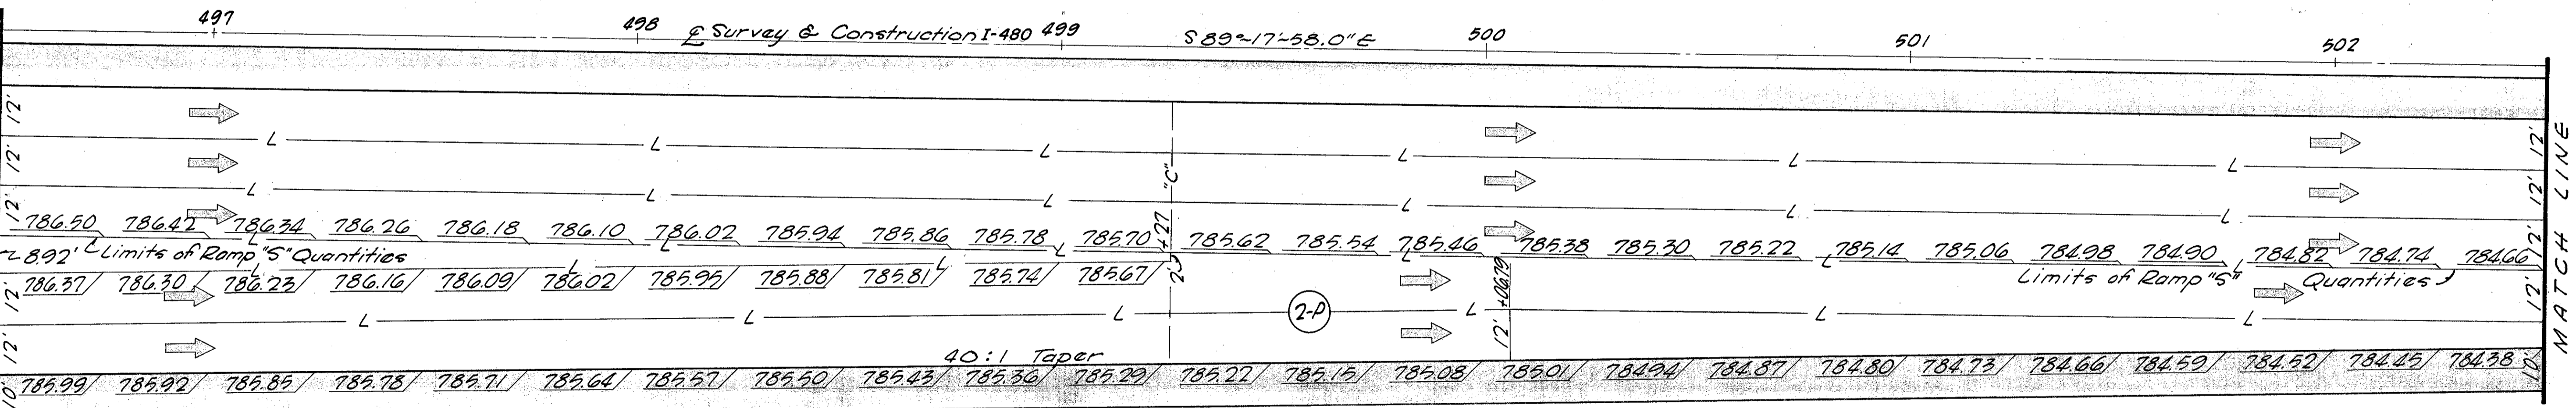 497 498 ℄ Survey & Construction I-480 499 S 89~17'~58.0" E 500 501 502
12' 12'
L L L L L L
12' 12'
"C"
L L L L L L
12' 786.50 786.42 786.34 786.26 786.18 786.10 786.02 785.94 785.86 785.78 785.70 785.62 785.54 785.46 785.38 785.30 785.22 785.14 785.06 784.98 784.90 784.82 784.74 784.66 12'
~8.92' Limits of Ramp "S" Quantities
L L L L L L L
Limits of Ramp "S" Quantities
12' 786.37 786.30 786.23 786.16 786.09 786.02 785.95 785.88 785.81 785.74 785.67 12'
L L L L
2-P
L L L
12' 12'
MATCH LINE
40:1 Taper
10' 785.99 785.92 785.85 785.78 785.71 785.64 785.57 785.50 785.43 785.36 785.29 785.22 785.15 785.08 785.01 784.94 784.87 784.80 784.73 784.66 784.59 784.52 784.45 784.38 10'